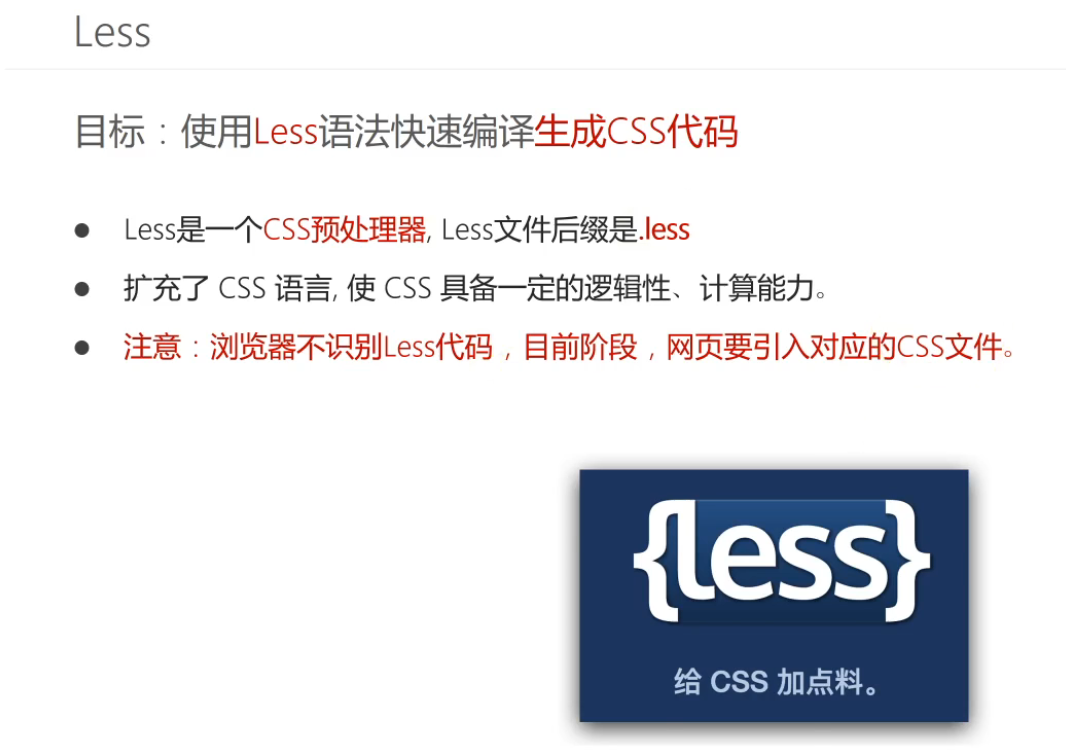 Less
目标：使用Less语法快速编译生成CSS代码
Less是一个CSS预处理器, Less文件后缀是.less
扩充了 CSS 语言, 使 CSS 具备一定的逻辑性、计算能力。
注意：浏览器不识别Less代码，目前阶段，网页要引入对应的CSS文件。
{less}
给 CSS 加点料。